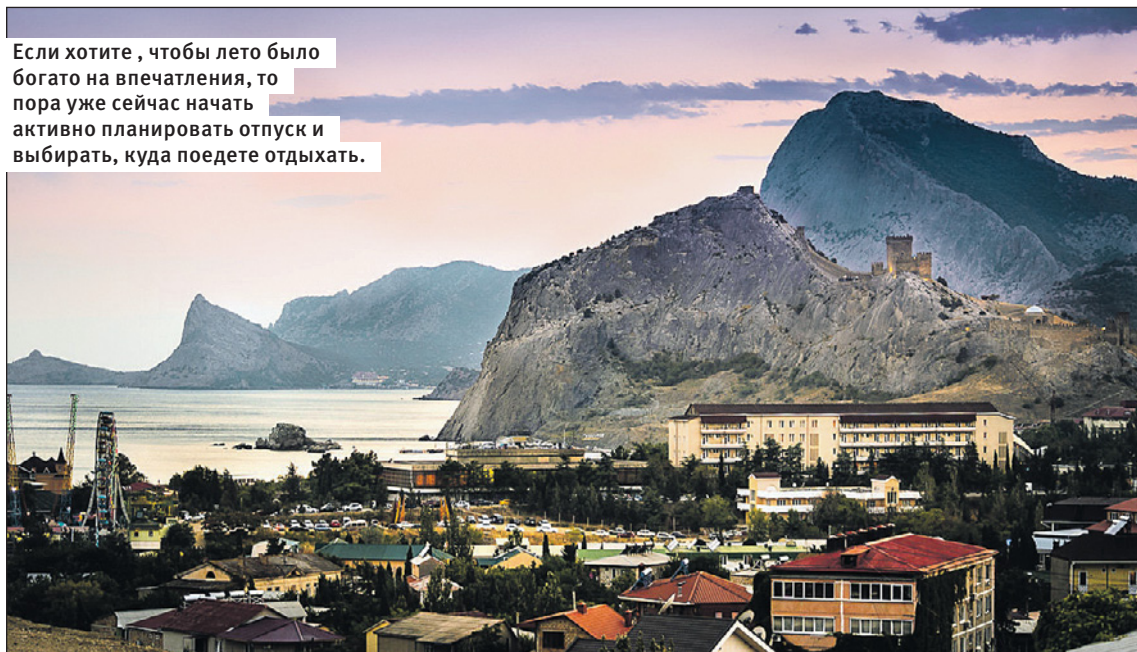 Если хотите , чтобы лето было
богато на впечатления, то
пора уже сейчас начать
активно планировать отпуск и
выбирать, куда поедете отдыхать.